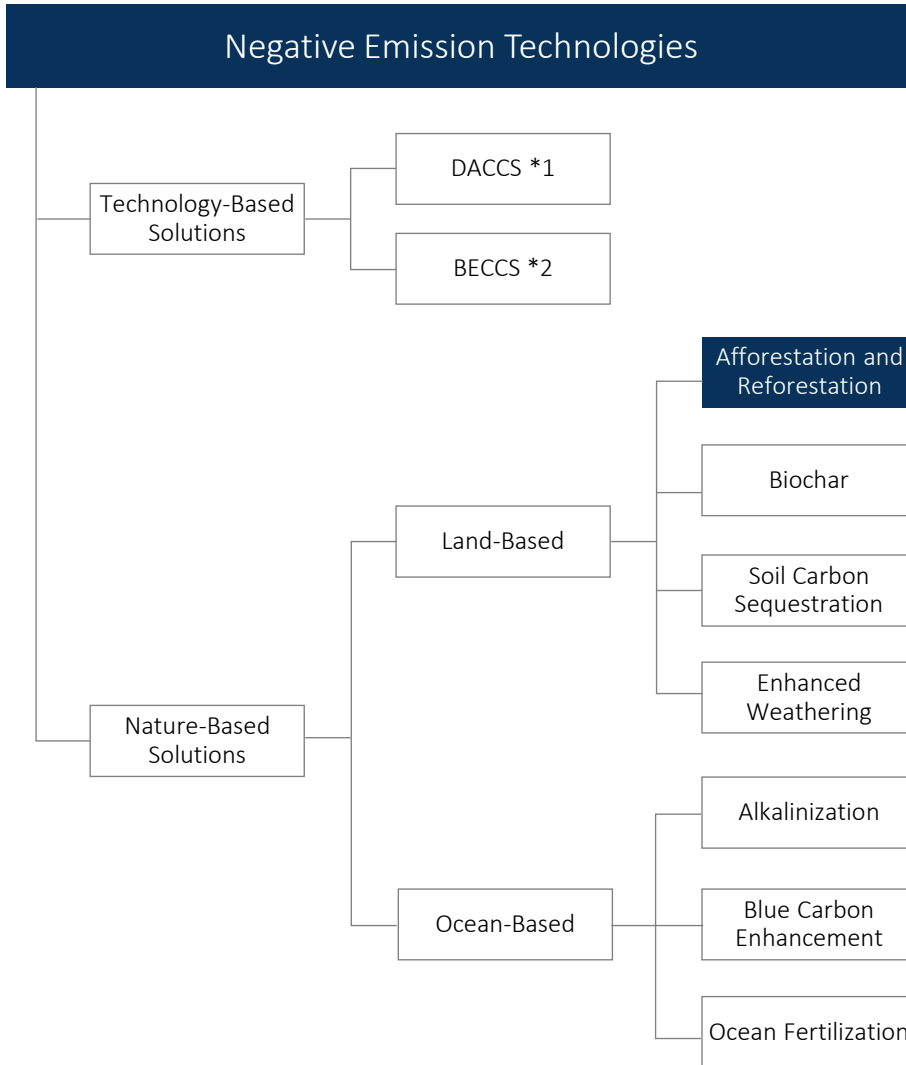 Negative Emission Technologies
DACCS *1
Technology-Based
Solutions
BECCS *2
Afforestation and
Reforestation
Biochar
Land-Based
Soil Carbon
Sequestration
Enhanced
Weathering
Nature-Based
Solutions
Alkalinization
Ocean-Based
Blue Carbon
Enhancement
Ocean Fertilization